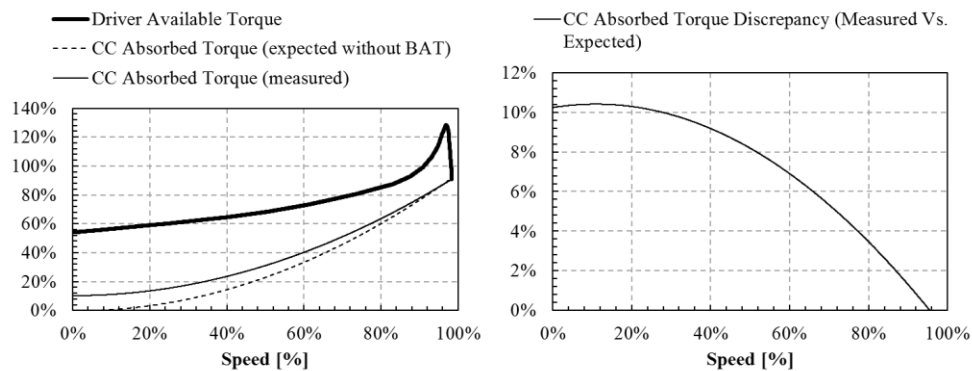 Driver Available Torque
CC Absorbed Torque (expected without BAT)
CC Absorbed Torque (measured)
140%
120%
100%
80%
60%
40%
20%
0%
0% 20% 40% 60% 80% 100%
Speed [%]
CC Absorbed Torque Discrepancy (Measured Vs.
Expected)
12%
10%
8%
6%
4%
2%
0%
0% 20% 40% 60% 80% 100%
Speed [%]